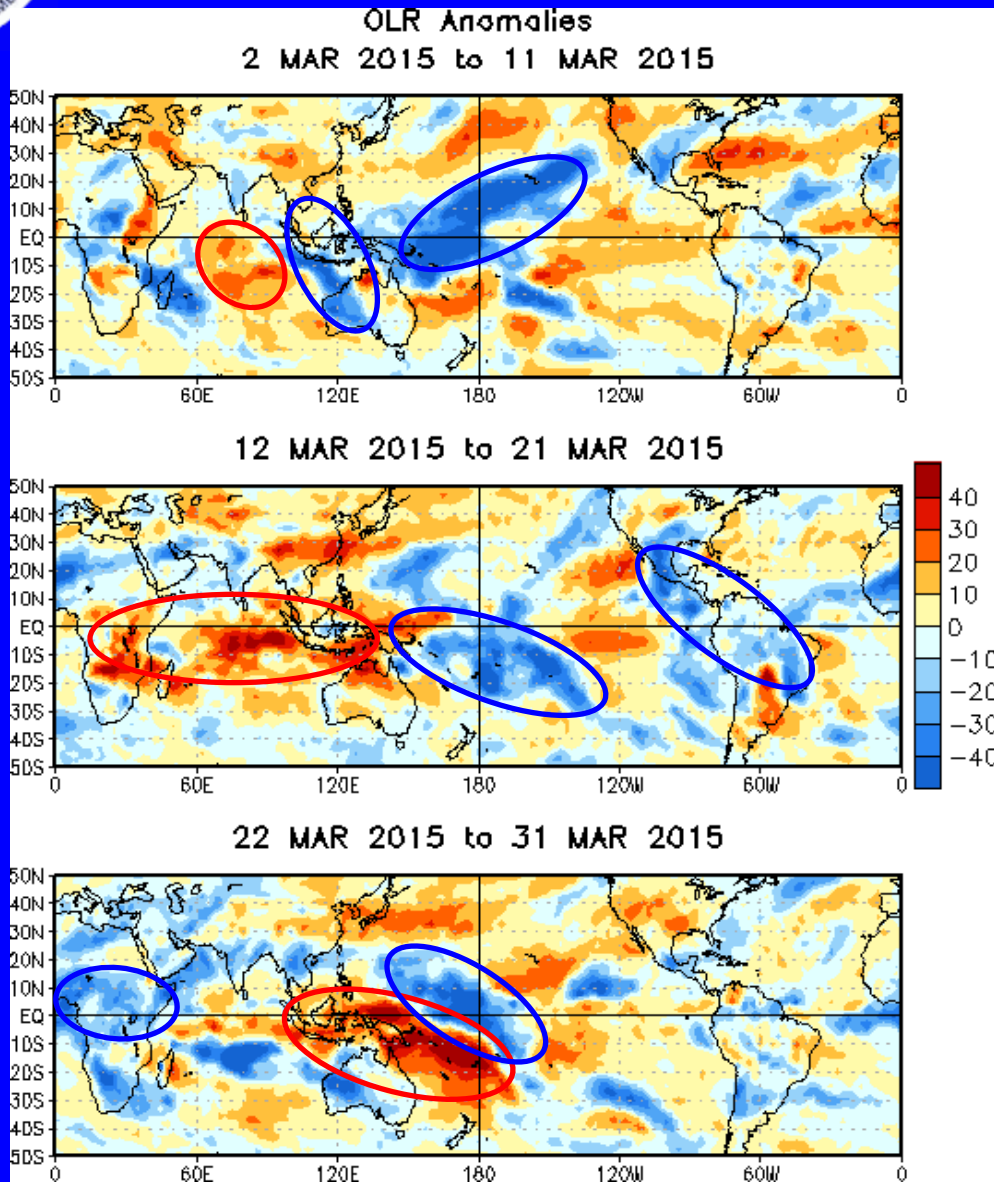 OLR Anomalies
2 MAR 2015 to 11 MAR 2015
50N
40N
30N
20N
10N
EQ
10S
20S
30S
40S
50S
0 60E 120E 180 120W 60W 0
12 MAR 2015 to 21 MAR 2015
50N
40N
30N
20N
10N
EQ
10S
20S
30S
40S
50S
0 60E 120E 180 120W 60W 0
40
30
20
10
0
-10
-20
-30
-40
22 MAR 2015 to 31 MAR 2015
50N
40N
30N
20N
10N
EQ
10S
20S
30S
40S
50S
0 60E 120E 180 120W 60W 0